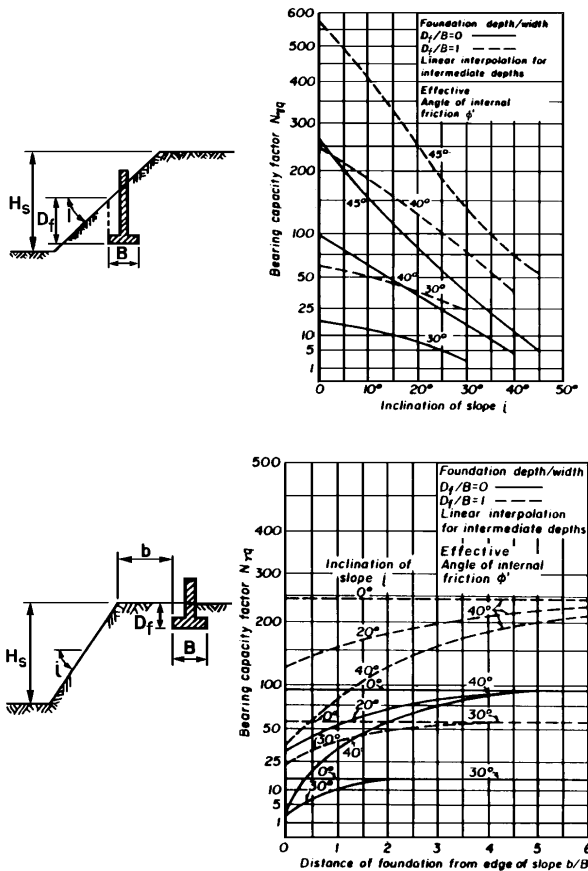 600
500
400
300
250
200
100
50
25
10
5
1
Bearing capacity factor Nγq
Foundation depth/width
Df/B=0
Df/B=1
Linear interpolation for
intermediate depths
Effective
Angle of internal
friction ϕ'
45°
45°
40°
40°
30°
30°
0
10°
20°
30°
40°
50°
Inclination of slope i
Hs
Df
i
B
500
400
300
250
200
100
50
25
10
5
1
Bearing capacity factor Nγq
Foundation depth/width
Df/B=0
Df/B=1
Linear interpolation
for intermediate depths
Effective
Angle of internal
friction ϕ'
Inclination of
slope i
0°
40°
20°
40°
0°
40°
20°
0°
30°
30°
40°
0°
30°
30°
0
1
2
3
4
5
6
Distance of foundation from edge of slope b/B
b
Hs
Df
i
B